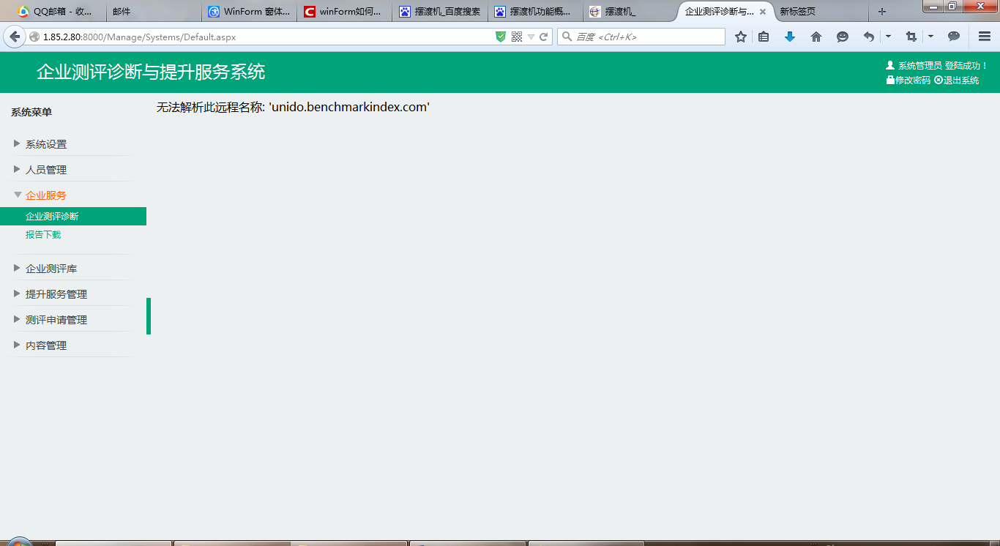 QQ邮箱 - 收...
邮件
WinForm 窗体...
winForm如何...
摆渡机_百度搜索
摆渡机功能概...
摆渡机_
企业测评诊断与...
新标签页
1.85.2.80:8000/Manage/Systems/Default.aspx
百度 <Ctrl+K>
企业测评诊断与提升服务系统
系统管理员 登陆成功！
修改密码 退出系统
系统菜单
无法解析此远程名称: 'unido.benchmarkindex.com'
系统设置
人员管理
企业服务
企业测评诊断
报告下载
企业测评库
提升服务管理
测评申请管理
内容管理